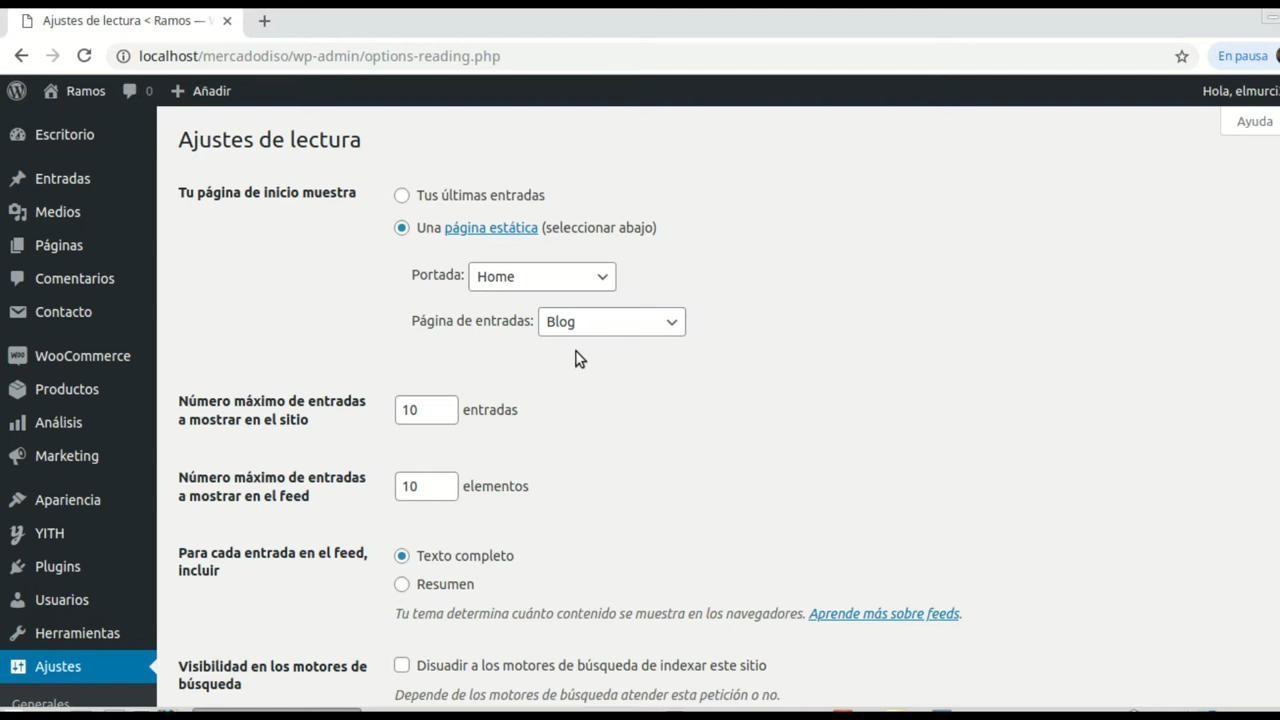 Ajustes de lectura < Ramos —
localhost/mercadodiso/wp-admin/options-reading.php
En pausa
Ramos
0
Añadir
Hola, elmurci
Ayuda
Escritorio
Entradas
Medios
Páginas
Comentarios
Contacto
WooCommerce
Productos
Análisis
Marketing
Apariencia
YITH
Plugins
Usuarios
Herramientas
Ajustes
Generales
Ajustes de lectura
Tu página de inicio muestra
Tus últimas entradas
Una página estática (seleccionar abajo)
Portada: Home
Página de entradas: Blog
Número máximo de entradas
a mostrar en el sitio
10 entradas
Número máximo de entradas
a mostrar en el feed
10 elementos
Para cada entrada en el feed,
incluir
Texto completo
Resumen
Tu tema determina cuánto contenido se muestra en los navegadores. Aprende más sobre feeds.
Visibilidad en los motores de
búsqueda
Disuadir a los motores de búsqueda de indexar este sitio
Depende de los motores de búsqueda atender esta petición o no.